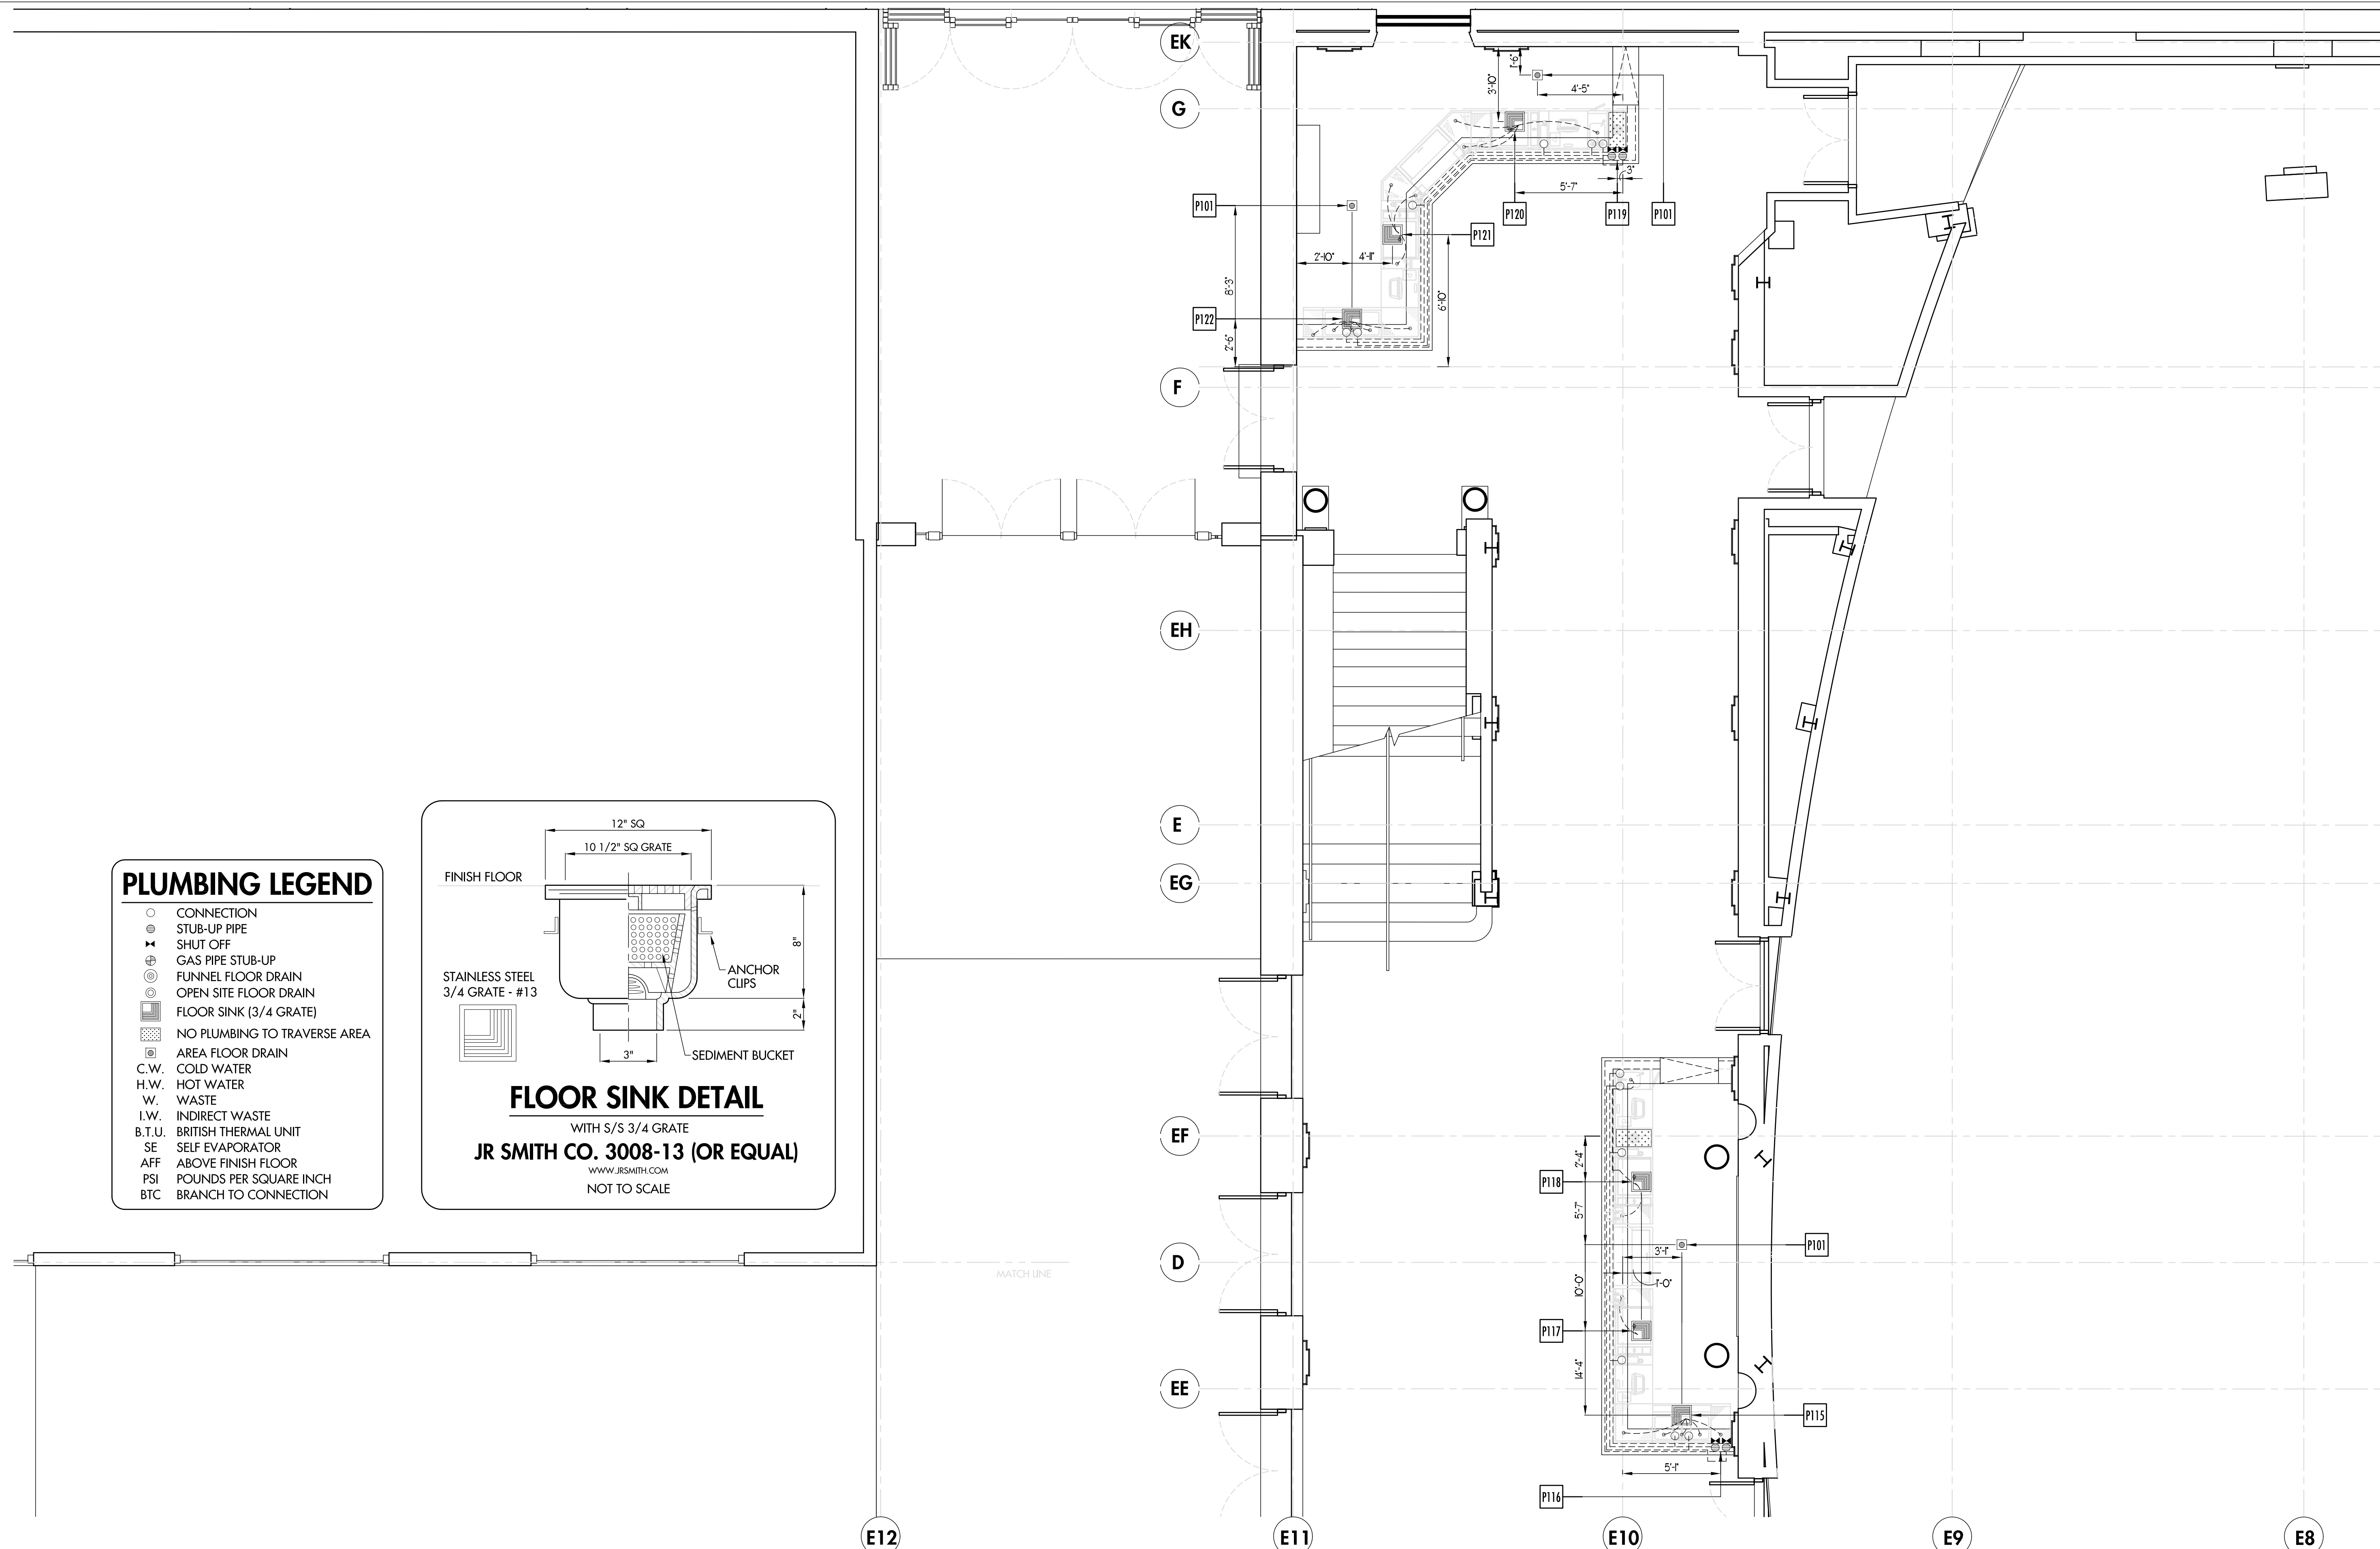 EK
1'-6"
3'-10"
4'-5"
G
3"
5'-7"
P101
P120
P119
P101
P121
2'-10"
4'-11"
8'-3"
6'-10"
P122
2'-6"
F
EH
E
EG
PLUMBING LEGEND
CONNECTION
STUB-UP PIPE
SHUT OFF
GAS PIPE STUB-UP
FUNNEL FLOOR DRAIN
OPEN SITE FLOOR DRAIN
FLOOR SINK (3/4 GRATE)
NO PLUMBING TO TRAVERSE AREA
AREA FLOOR DRAIN
C.W. COLD WATER
H.W. HOT WATER
W. WASTE
I.W. INDIRECT WASTE
B.T.U. BRITISH THERMAL UNIT
SE SELF EVAPORATOR
AFF ABOVE FINISH FLOOR
PSI POUNDS PER SQUARE INCH
BTC BRANCH TO CONNECTION
12" SQ
10 1/2" SQ GRATE
FINISH FLOOR
8"
ANCHOR
CLIPS
STAINLESS STEEL
3/4 GRATE - #13
2"
3"
SEDIMENT BUCKET
FLOOR SINK DETAIL
WITH S/S 3/4 GRATE
JR SMITH CO. 3008-13 (OR EQUAL)
WWW.JRSMITH.COM
NOT TO SCALE
EF
2'-4"
P118
5'-7"
P101
D
3'-1"
MATCH LINE
1'-0"
10'-0"
P117
14'-4"
EE
P115
5'-1"
P116
E12
E11
E10
E9
E8